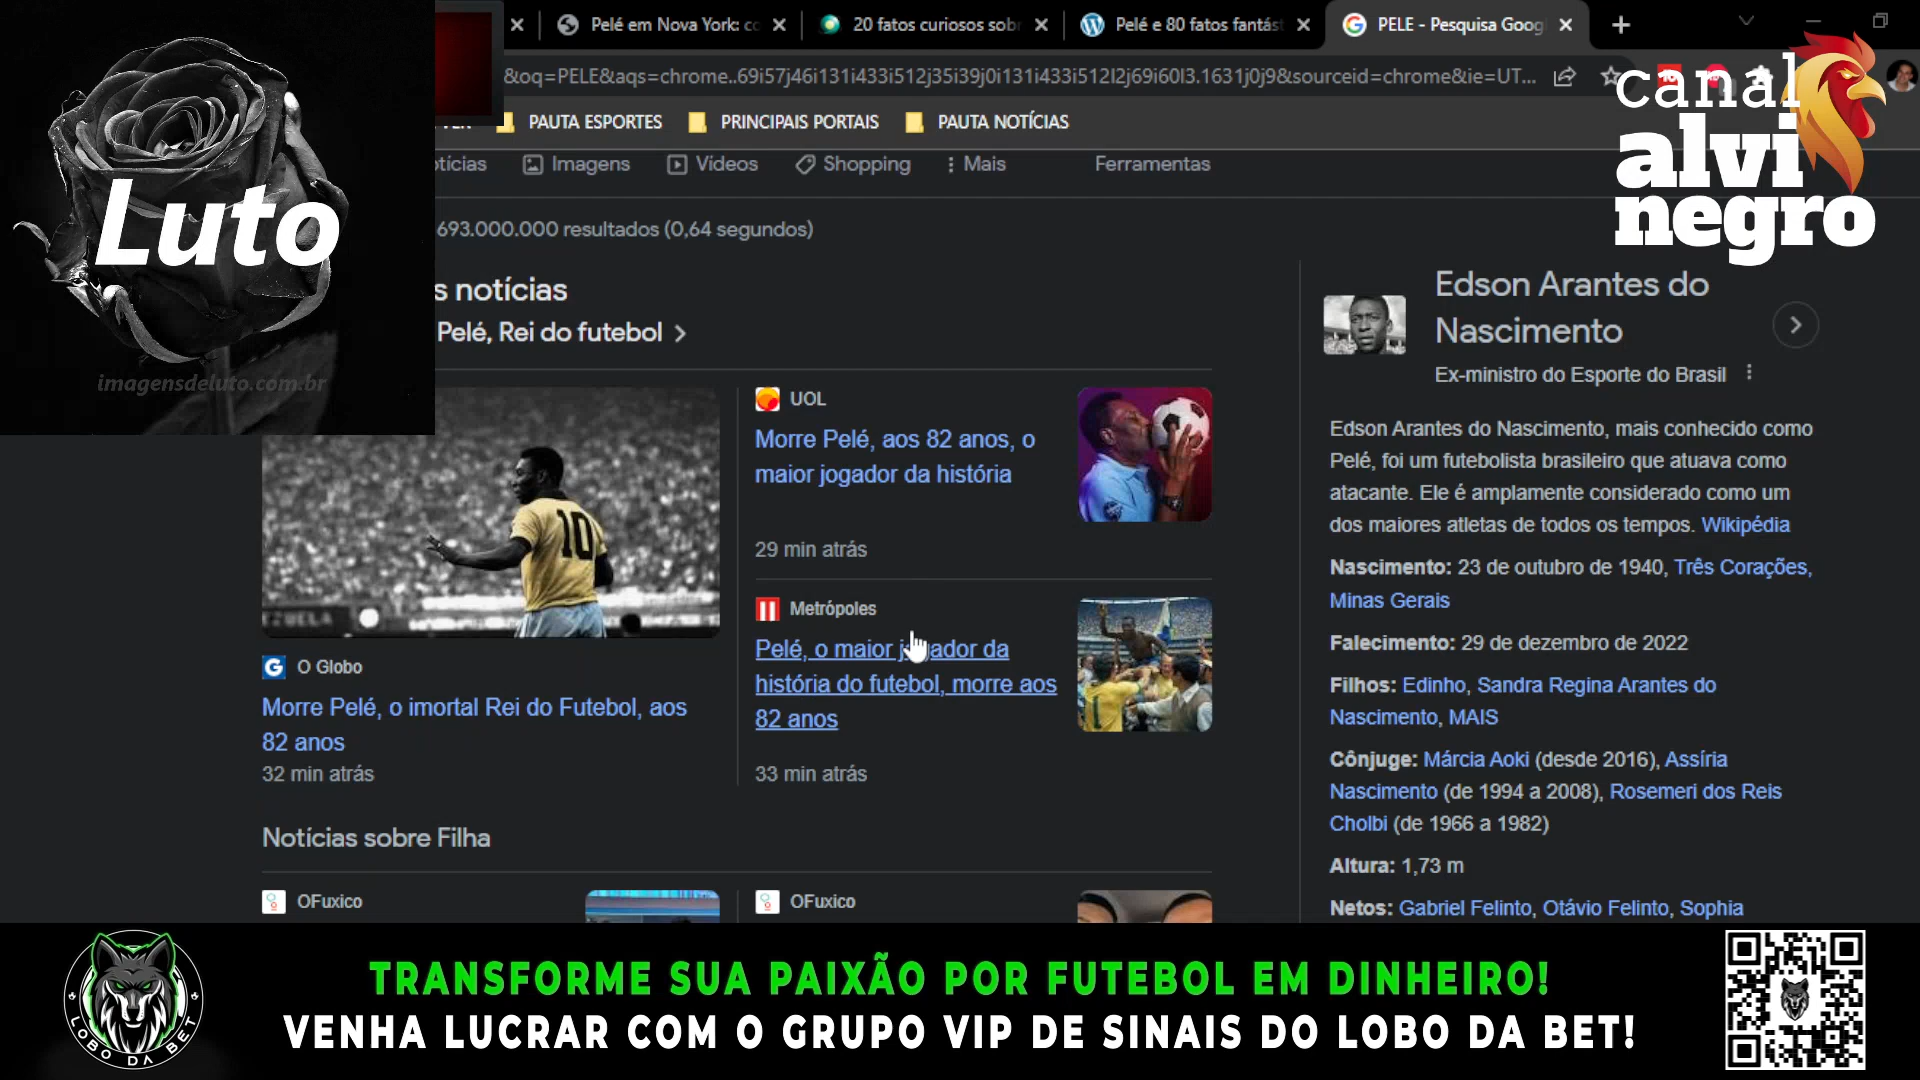 Pelé em Nova York: co
20 fatos curiosos sob
Pelé e 80 fatos fantást
PELE - Pesquisa Goog
&oq=PELE&aqs=chrome..69i57j46i131i433i512j35i39j0i131i433i512l2j69i60l3.1631j0j9&sourceid=chrome&ie=UT...
PAUTA ESPORTES
PRINCIPAIS PORTAIS
PAUTA NOTÍCIAS
canal
alvi
negro
Luto
imagensdeluto.com.br
otícias
Imagens
Vídeos
Shopping
Mais
Ferramentas
693.000.000 resultados (0,64 segundos)
s notícias
Pelé, Rei do futebol
10
O Globo
Morre Pelé, o imortal Rei do Futebol, aos
82 anos
32 min atrás
UOL
Morre Pelé, aos 82 anos, o
maior jogador da história
29 min atrás
Metrópoles
Pelé, o maior jogador da
história do futebol, morre aos
82 anos
33 min atrás
Notícias sobre Filha
OFuxico
OFuxico
Edson Arantes do
Nascimento
Ex-ministro do Esporte do Brasil
Edson Arantes do Nascimento, mais conhecido como
Pelé, foi um futebolista brasileiro que atuava como
atacante. Ele é amplamente considerado como um
dos maiores atletas de todos os tempos. Wikipédia
Nascimento: 23 de outubro de 1940, Três Corações,
Minas Gerais
Falecimento: 29 de dezembro de 2022
Filhos: Edinho, Sandra Regina Arantes do
Nascimento, MAIS
Cônjuge: Márcia Aoki (desde 2016), Assíria
Nascimento (de 1994 a 2008), Rosemeri dos Reis
Cholbi (de 1966 a 1982)
Altura: 1,73 m
Netos: Gabriel Felinto, Otávio Felinto, Sophia
LOBO DA BET
TRANSFORME SUA PAIXÃO POR FUTEBOL EM DINHEIRO!
VENHA LUCRAR COM O GRUPO VIP DE SINAIS DO LOBO DA BET!